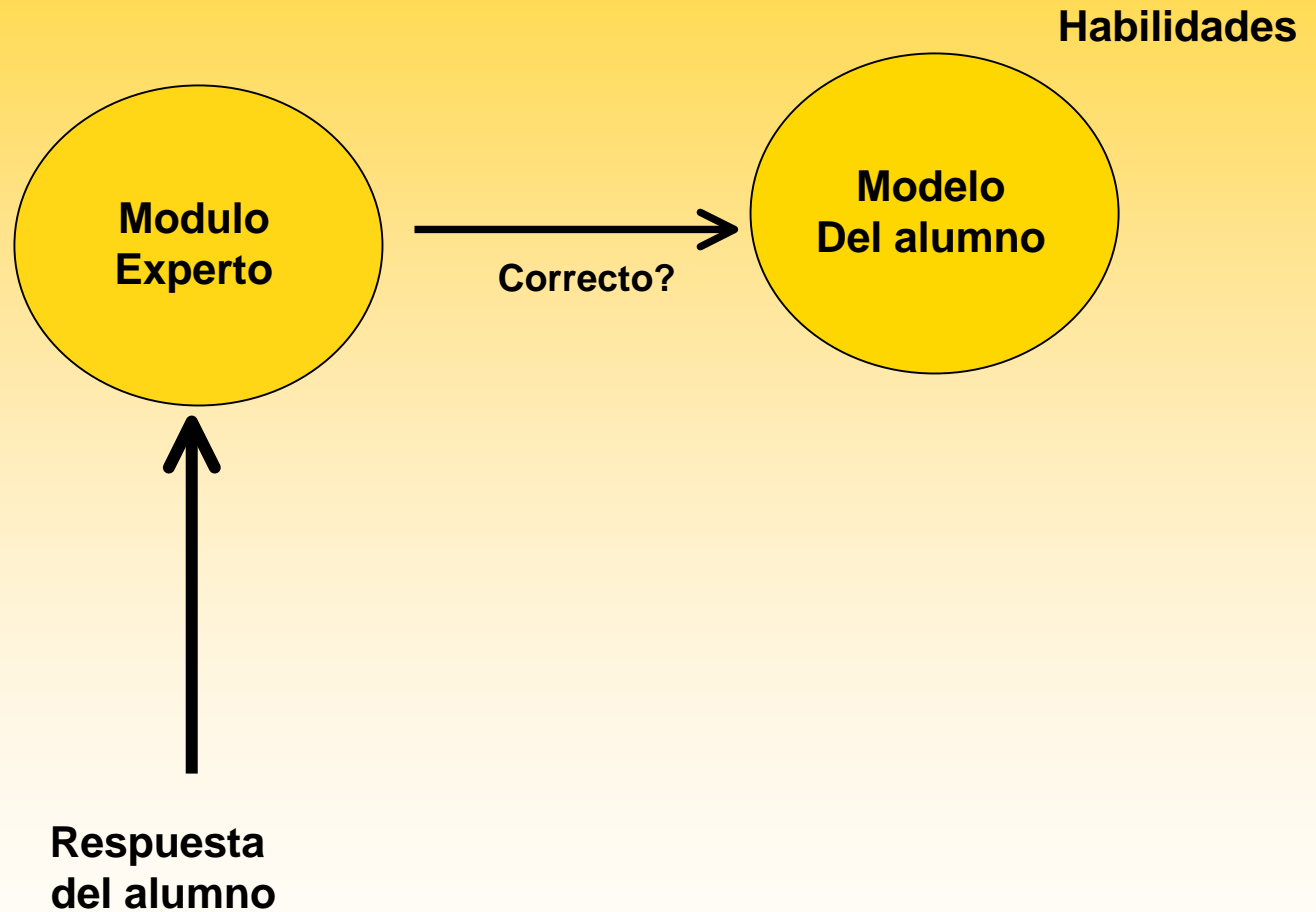 Habilidades
Modulo
Experto
Correcto?
Modelo
Del alumno
Respuesta
del alumno